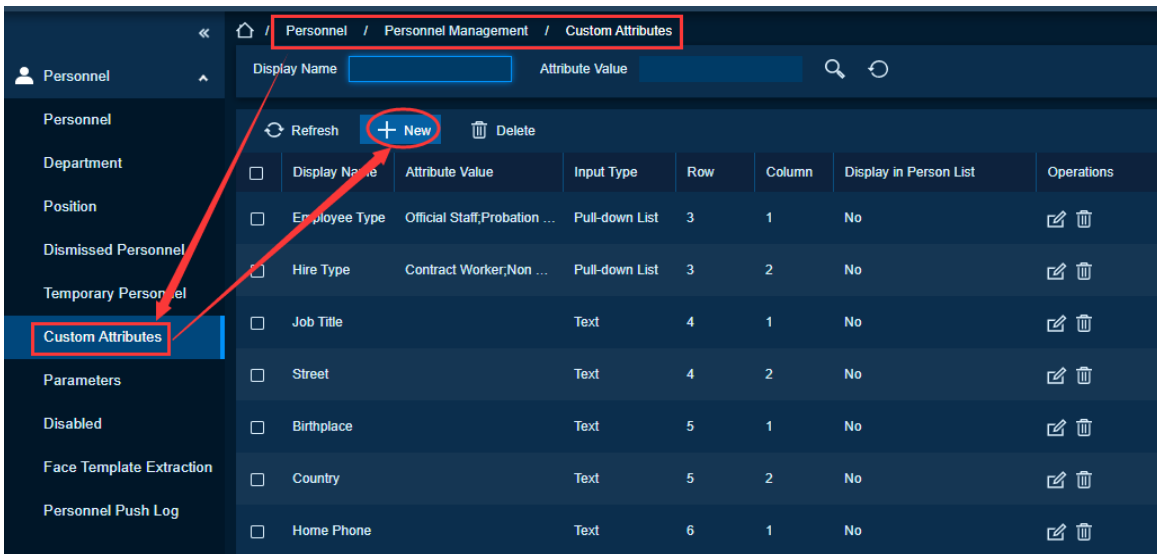 « / Personnel / Personnel Management / Custom Attributes
Display Name Attribute Value
Refresh New Delete
Display Name Attribute Value Input Type Row Column Display in Person List Operations
Employee Type Official Staff;Probation ... Pull-down List 3 1 No
Hire Type Contract Worker;Non ... Pull-down List 3 2 No
Job Title Text 4 1 No
Street Text 4 2 No
Birthplace Text 5 1 No
Country Text 5 2 No
Home Phone Text 6 1 No
Personnel
Personnel
Department
Position
Dismissed Personnel
Temporary Personnel
Custom Attributes
Parameters
Disabled
Face Template Extraction
Personnel Push Log